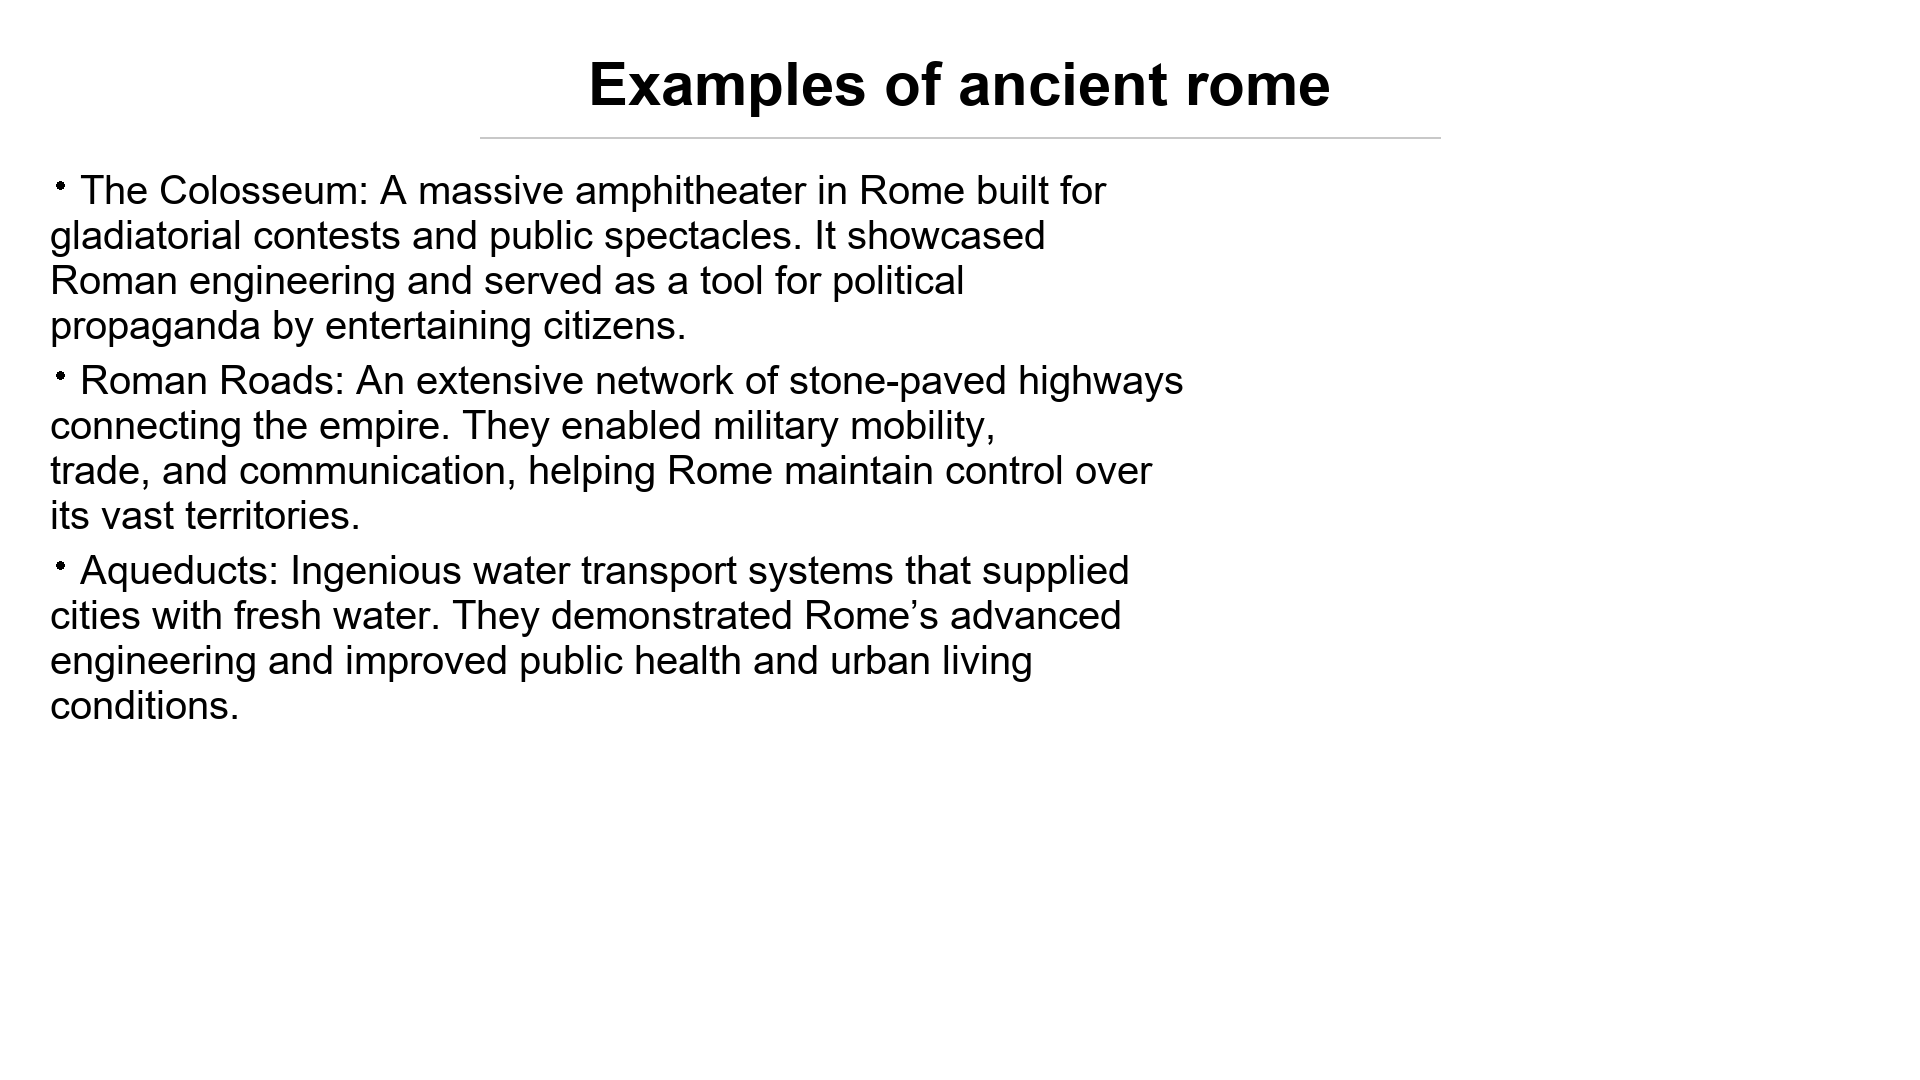 Examples of ancient rome
• The Colosseum: A massive amphitheater in Rome built for
gladiatorial contests and public spectacles. It showcased
Roman engineering and served as a tool for political
propaganda by entertaining citizens.
• Roman Roads: An extensive network of stone-paved highways
connecting the empire. They enabled military mobility,
trade, and communication, helping Rome maintain control over
its vast territories.
• Aqueducts: Ingenious water transport systems that supplied
cities with fresh water. They demonstrated Rome’s advanced
engineering and improved public health and urban living
conditions.